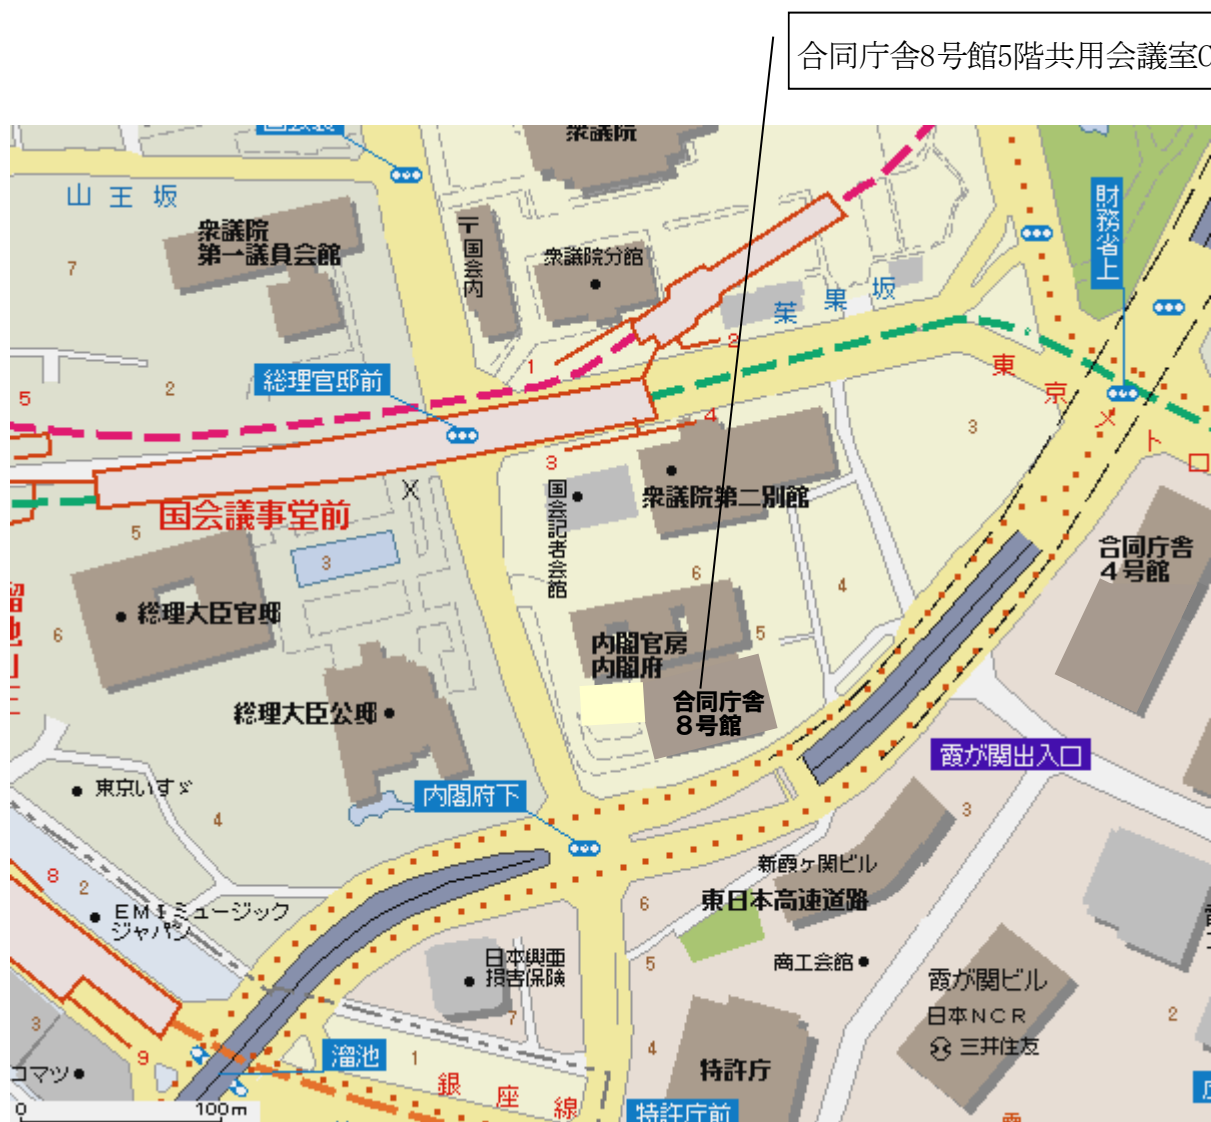 合同庁舎8号館5階共用会議室C
衆議院
山王坂
衆議院
第一議員会館
〒国会内
衆議院分館
茱萸坂
財務省上
7
1
2
総理官邸前
5
2
東京メトロ
3
4
3
国会記者会館
衆議院第二別館
国会議事堂前
5
3
合同庁舎
4号館
6
4
総理大臣官邸
6
内閣官房
内閣府
5
合同庁舎
8号館
総理大臣公邸
霞が関出入口
東京いすゞ
内閣府下
4
3
新霞ヶ関ビル
東日本高速道路
8
2
6
EMIミュージック
ジャパン
日本興亜
損害保険
5
商工会館
霞が関ビル
日本NCR
三井住友
7
2
3
9
溜池
1
4
特許庁
コマツ
銀座線
特許庁前
0
100m